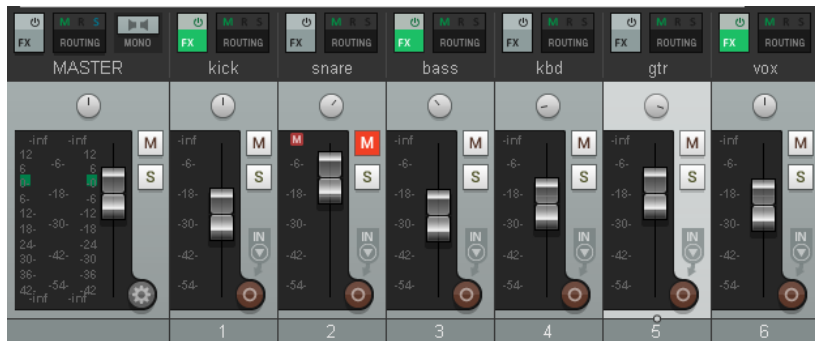 M R S M R S M R S M R S M R S M R S M R S
FX ROUTING MONO FX ROUTING FX ROUTING FX ROUTING FX ROUTING FX ROUTING FX ROUTING
MASTER kick snare bass kbd gtr vox
-inf -inf M -inf M M M -inf M -inf M -inf M -inf M
12 12
6 -6- 6 -6- -6- -6- -6- -6- -6-
0 0 S S S S S S S
6- -18- -6 -18- -18- -18- -18- -18- -18-
12- -12
18- -30- -18 -30- -30- -30- IN -30- IN -30- IN -30- IN
24- -24 IN IN
30- -42- -30 -42- -42- -42- -42- -42- -42-
36- -36
42- -54- -42 -54- -54- -54- -54- -54- -54-
-inf -inf
1 2 3 4 5 6